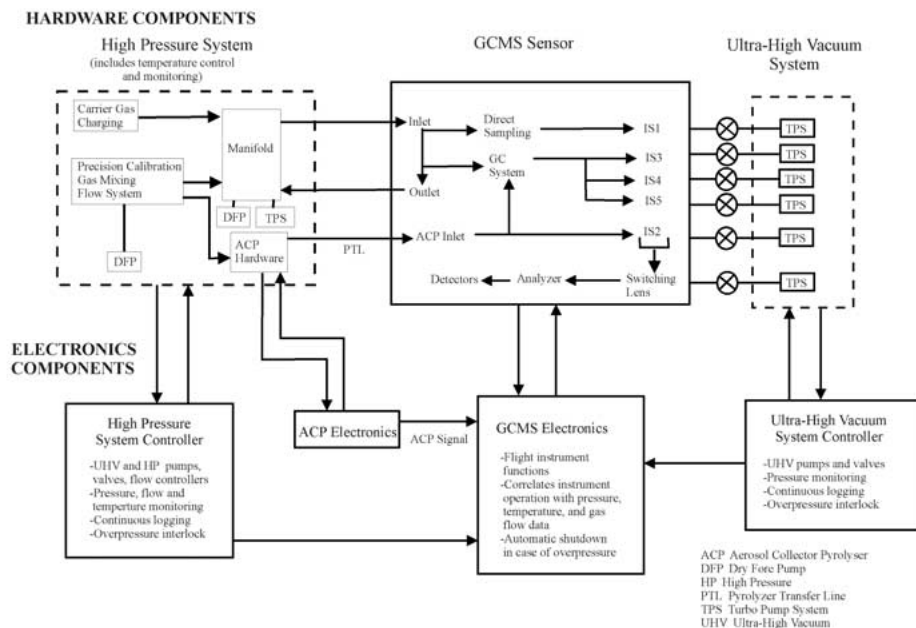 HARDWARE COMPONENTS
High Pressure System
(includes temperature control
and monitoring)
Carrier Gas
Charging
Manifold
Precision Calibration
Gas Mixing
Flow System
DFP
TPS
DFP
ACP
Hardware
PTL
GCMS Sensor
Inlet
Direct
Sampling
IS1
GC
System
IS3
IS4
IS5
Outlet
ACP Inlet
IS2
Detectors
Analyzer
Switching
Lens
Ultra-High Vacuum
System
TPS
TPS
TPS
TPS
TPS
TPS
ELECTRONICS
COMPONENTS
High Pressure
System Controller
-UHV and HP pumps,
valves, flow controllers
-Pressure, flow and
temperture monitoring
-Continuous logging
-Overpressure interlock
ACP Electronics
ACP Signal
GCMS Electronics
-Flight instrument
functions
-Correlates instrument
operation with pressure,
temperature, and gas
flow data
-Automatic shutdown
in case of overpressure
Ultra-High Vacuum
System Controller
-UHV pumps and valves
-Pressure monitoring
-Continuous logging
-Overpressure interlock
ACP Aerosol Collector Pyrolyser
DFP Dry Fore Pump
HP High Pressure
PTL Pyrolyzer Transfer Line
TPS Turbo Pump System
UHV Ultra-High Vacuum